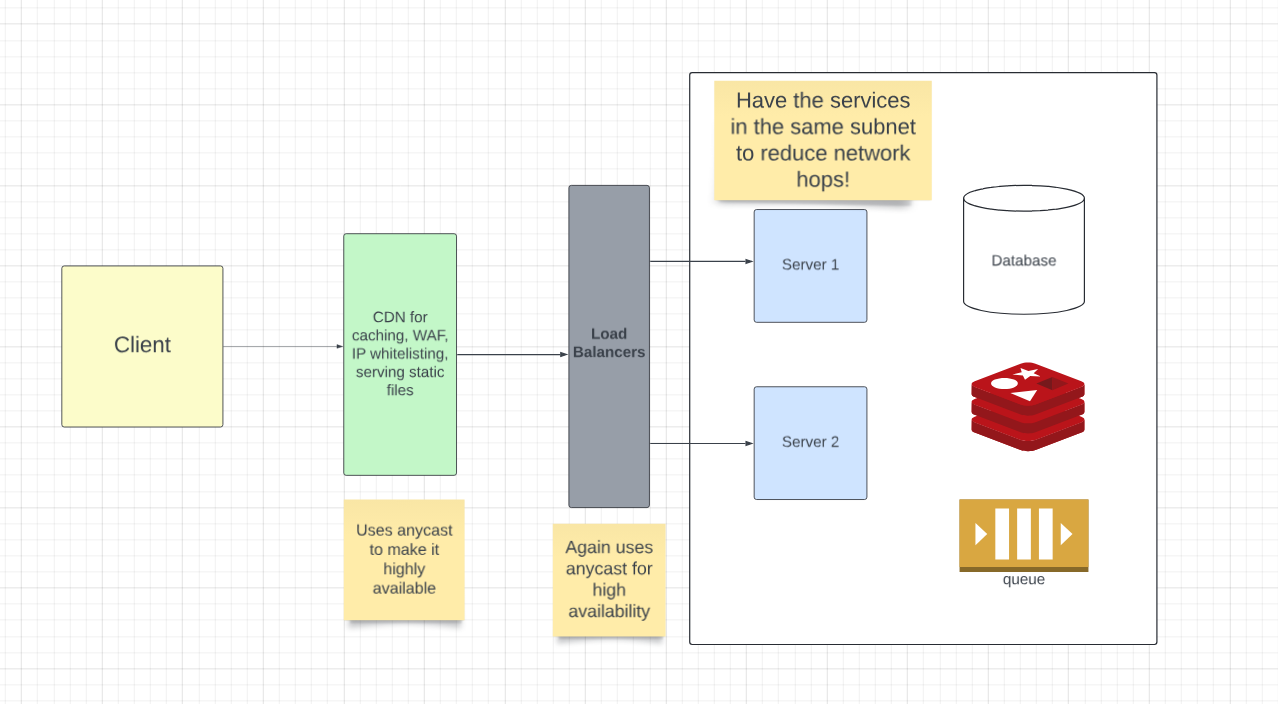 Client
CDN for
caching, WAF,
IP whitelisting,
serving static
files
Uses anycast
to make it
highly
available
Load
Balancers
Again uses
anycast for
high
availability
Have the services
in the same subnet
to reduce network
hops!
Server 1
Server 2
Database
queue